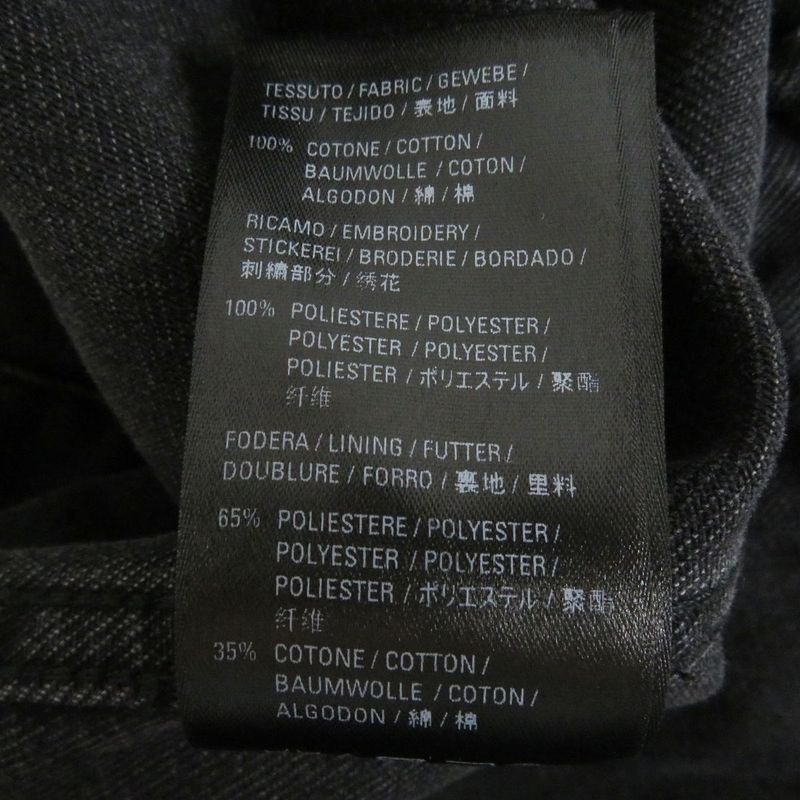 TESSUTO / FABRIC / GEWEBE /
TISSU / TEJIDO / 表地 / 面料
100% COTONE / COTTON /
BAUMWOLLE / COTON /
ALGODON / 綿 / 棉
RICAMO / EMBROIDERY /
STICKEREI / BRODERIE / BORDADO /
刺繍部分 / 绣花
100% POLIESTERE / POLYESTER /
POLYESTER / POLYESTER /
POLIESTER / ポリエステル / 聚酯
纤维
FODERA / LINING / FUTTER /
DOUBLURE / FORRO / 裏地 / 里料
65% POLIESTERE / POLYESTER /
POLYESTER / POLYESTER /
POLIESTER / ポリエステル / 聚酯
纤维
35% COTONE / COTTON /
BAUMWOLLE / COTON /
ALGODON / 綿 / 棉